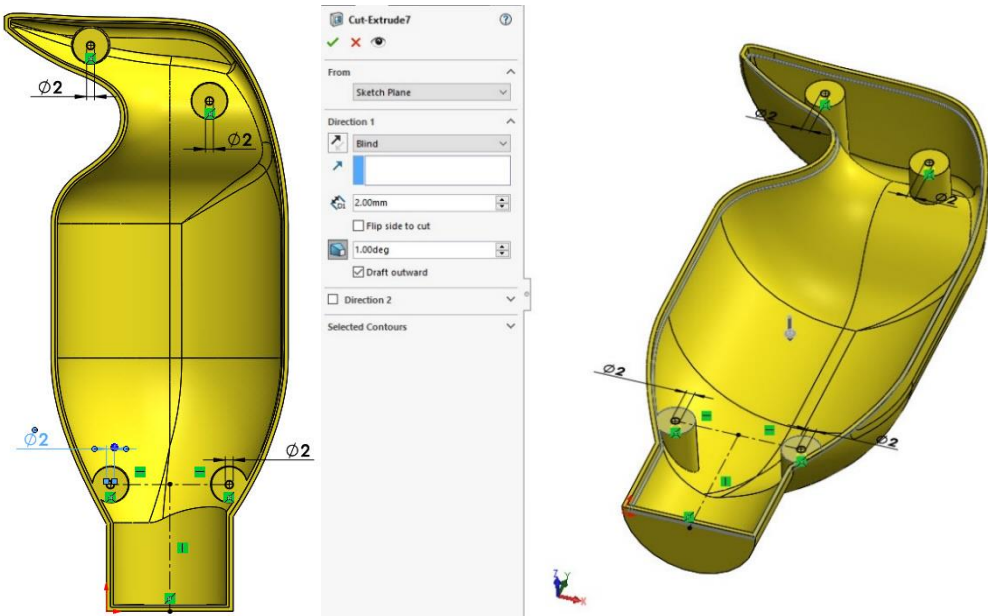 Ø2
Ø2
Ø2
Ø2
Cut-Extrude7
From
Sketch Plane
Direction 1
Blind
D1
2.00mm
Flip side to cut
1.00deg
Draft outward
Direction 2
Selected Contours
Ø2
Ø2
Ø2
Ø2
Z
Y
X